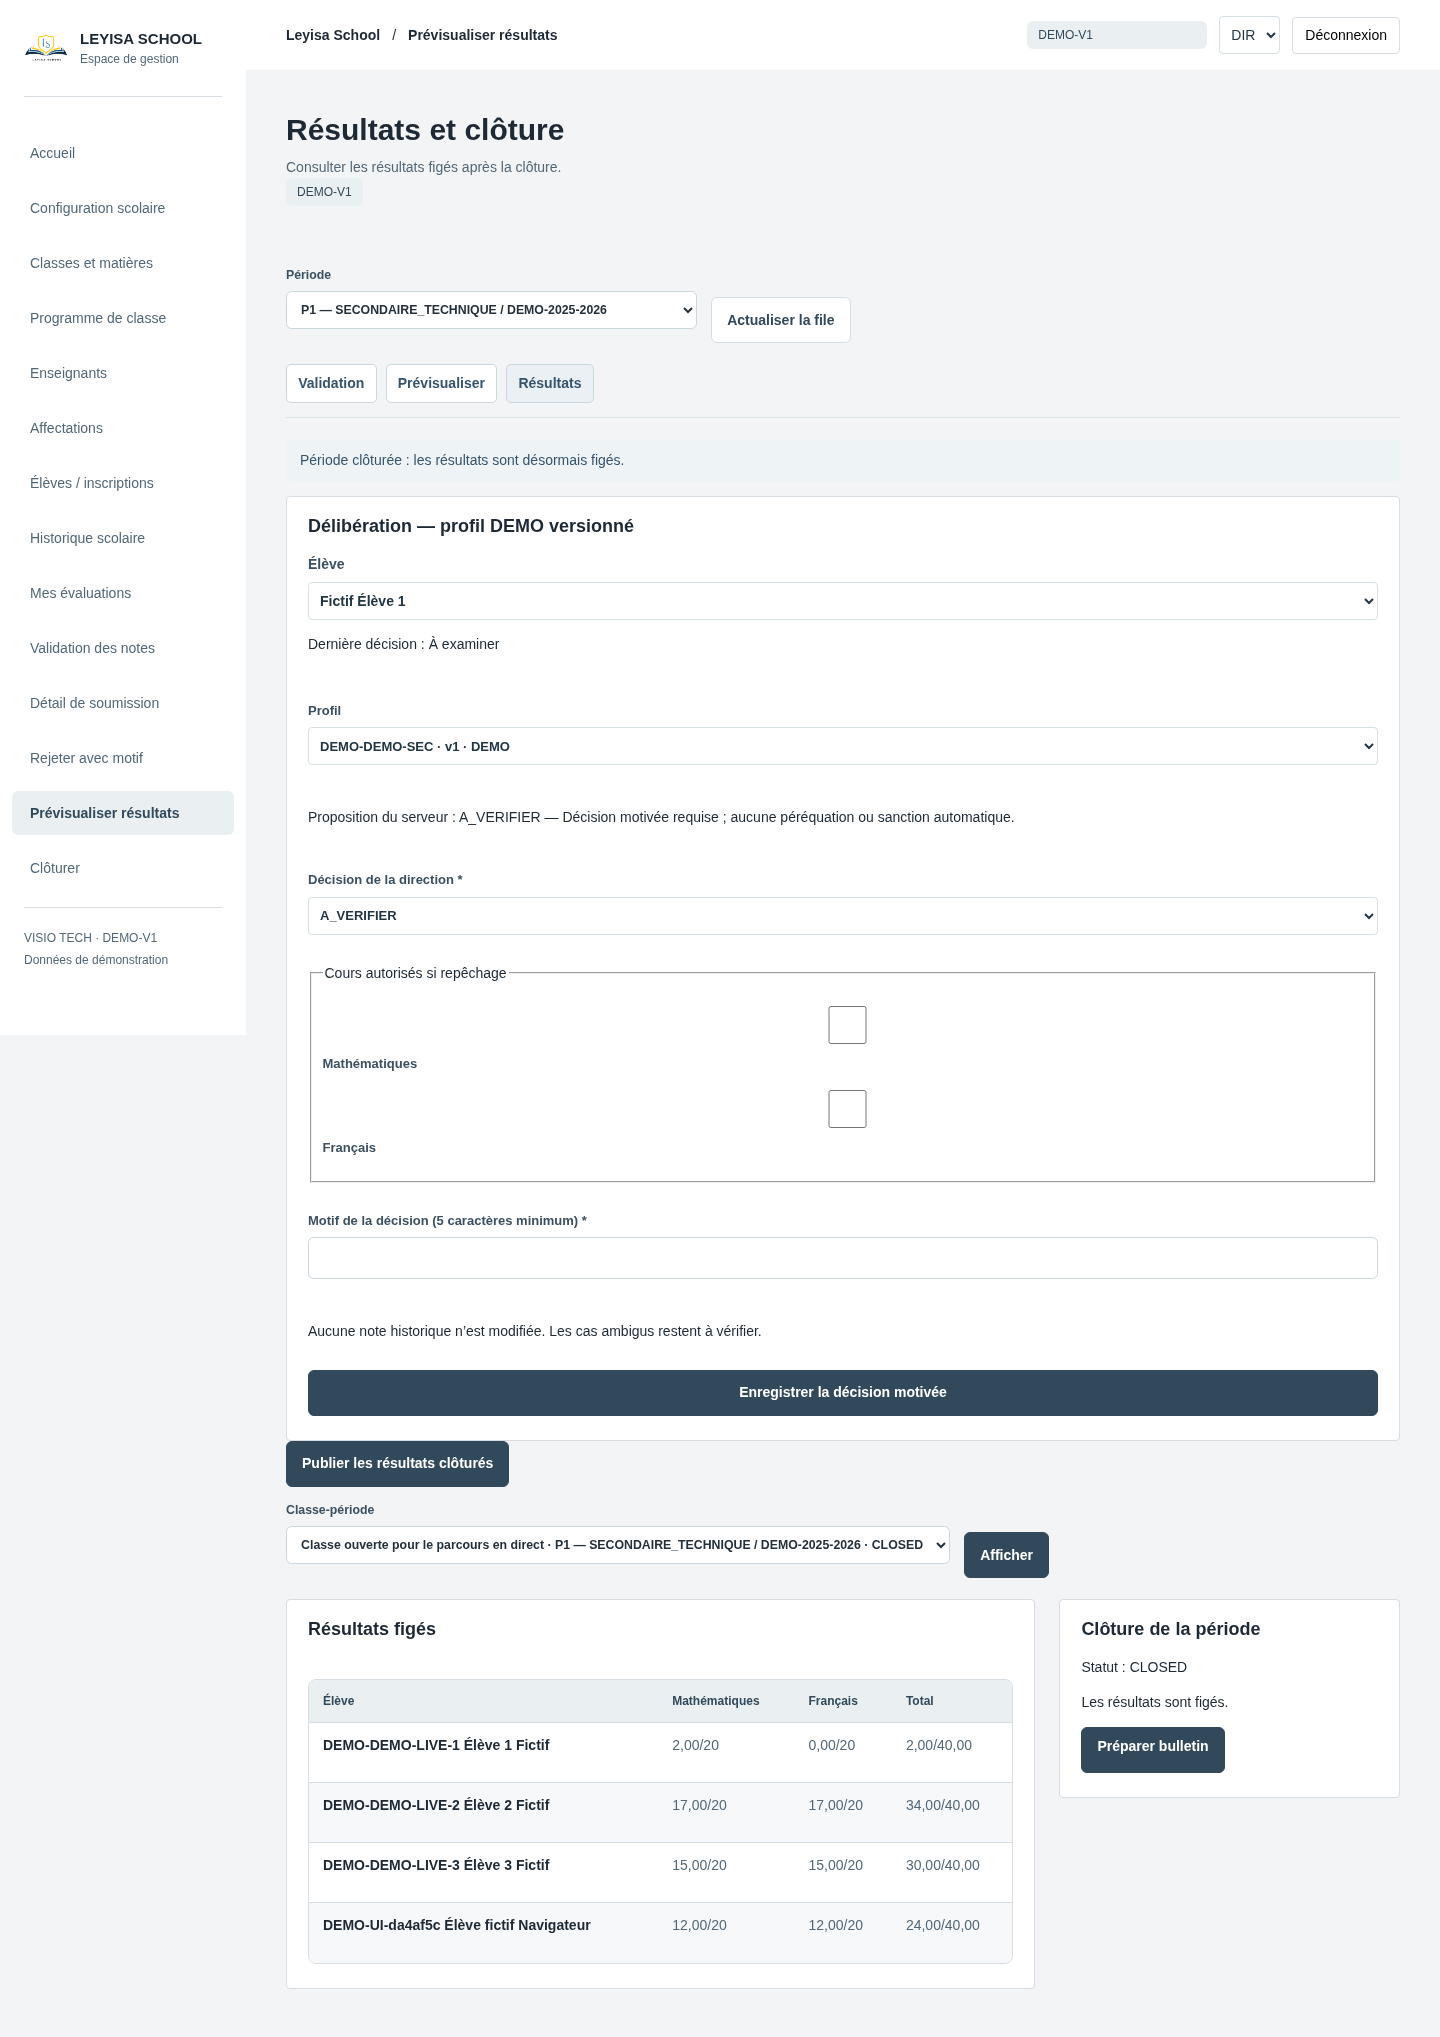 LEYISA SCHOOL
Espace de gestion
Accueil
Configuration scolaire
Classes et matières
Programme de classe
Enseignants
Affectations
Élèves / inscriptions
Historique scolaire
Mes évaluations
Validation des notes
Détail de soumission
Rejeter avec motif
Prévisualiser résultats
Clôturer
VISIO TECH · DEMO-V1
Données de démonstration
Leyisa School / Prévisualiser résultats
DEMO-V1
DIR
Déconnexion
Résultats et clôture
Consulter les résultats figés après la clôture.
DEMO-V1
Période
P1 — SECONDAIRE_TECHNIQUE / DEMO-2025-2026
Actualiser la file
Validation
Prévisualiser
Résultats
Période clôturée : les résultats sont désormais figés.
Délibération — profil DEMO versionné
Élève
Fictif Élève 1
Dernière décision : À examiner
Profil
DEMO-DEMO-SEC · v1 · DEMO
Proposition du serveur : A_VERIFIER — Décision motivée requise ; aucune péréquation ou sanction automatique.
Décision de la direction *
A_VERIFIER
Cours autorisés si repêchage
Mathématiques
Français
Motif de la décision (5 caractères minimum) *
Aucune note historique n’est modifiée. Les cas ambigus restent à vérifier.
Enregistrer la décision motivée
Publier les résultats clôturés
Classe-période
Classe ouverte pour le parcours en direct · P1 — SECONDAIRE_TECHNIQUE / DEMO-2025-2026 · CLOSED
Afficher
Résultats figés
Élève Mathématiques Français Total
DEMO-DEMO-LIVE-1 Élève 1 Fictif 2,00/20 0,00/20 2,00/40,00
DEMO-DEMO-LIVE-2 Élève 2 Fictif 17,00/20 17,00/20 34,00/40,00
DEMO-DEMO-LIVE-3 Élève 3 Fictif 15,00/20 15,00/20 30,00/40,00
DEMO-UI-da4af5c Élève fictif Navigateur 12,00/20 12,00/20 24,00/40,00
Clôture de la période
Statut : CLOSED
Les résultats sont figés.
Préparer bulletin